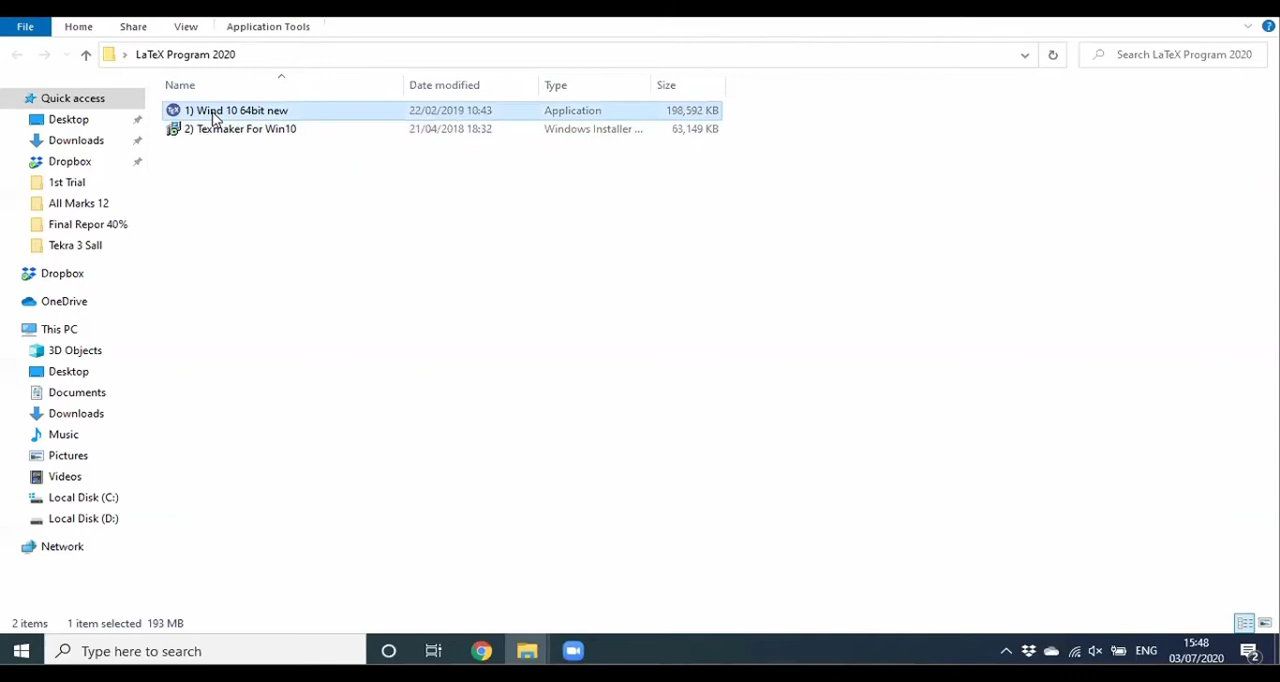 File Home Share View Application Tools
LaTeX Program 2020 Search LaTeX Program 2020
Name Date modified Type Size
Quick access
1) Wind 10 64bit new 22/02/2019 10:43 Application 198,592 KB
2) Texmaker For Win10 21/04/2018 18:32 Windows Installer ... 63,149 KB
Desktop
Downloads
Dropbox
1st Trial
All Marks 12
Final Repor 40%
Tekra 3 Sall
Dropbox
OneDrive
This PC
3D Objects
Desktop
Documents
Downloads
Music
Pictures
Videos
Local Disk (C:)
Local Disk (D:)
Network
2 items 1 item selected 193 MB
Type here to search
ENG
15:48
03/07/2020
2